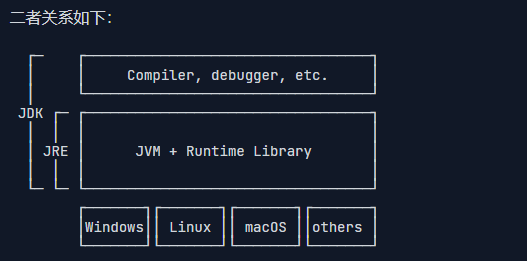 二者关系如下：
Compiler, debugger, etc.
JDK
JRE JVM + Runtime Library
Windows Linux macOS others